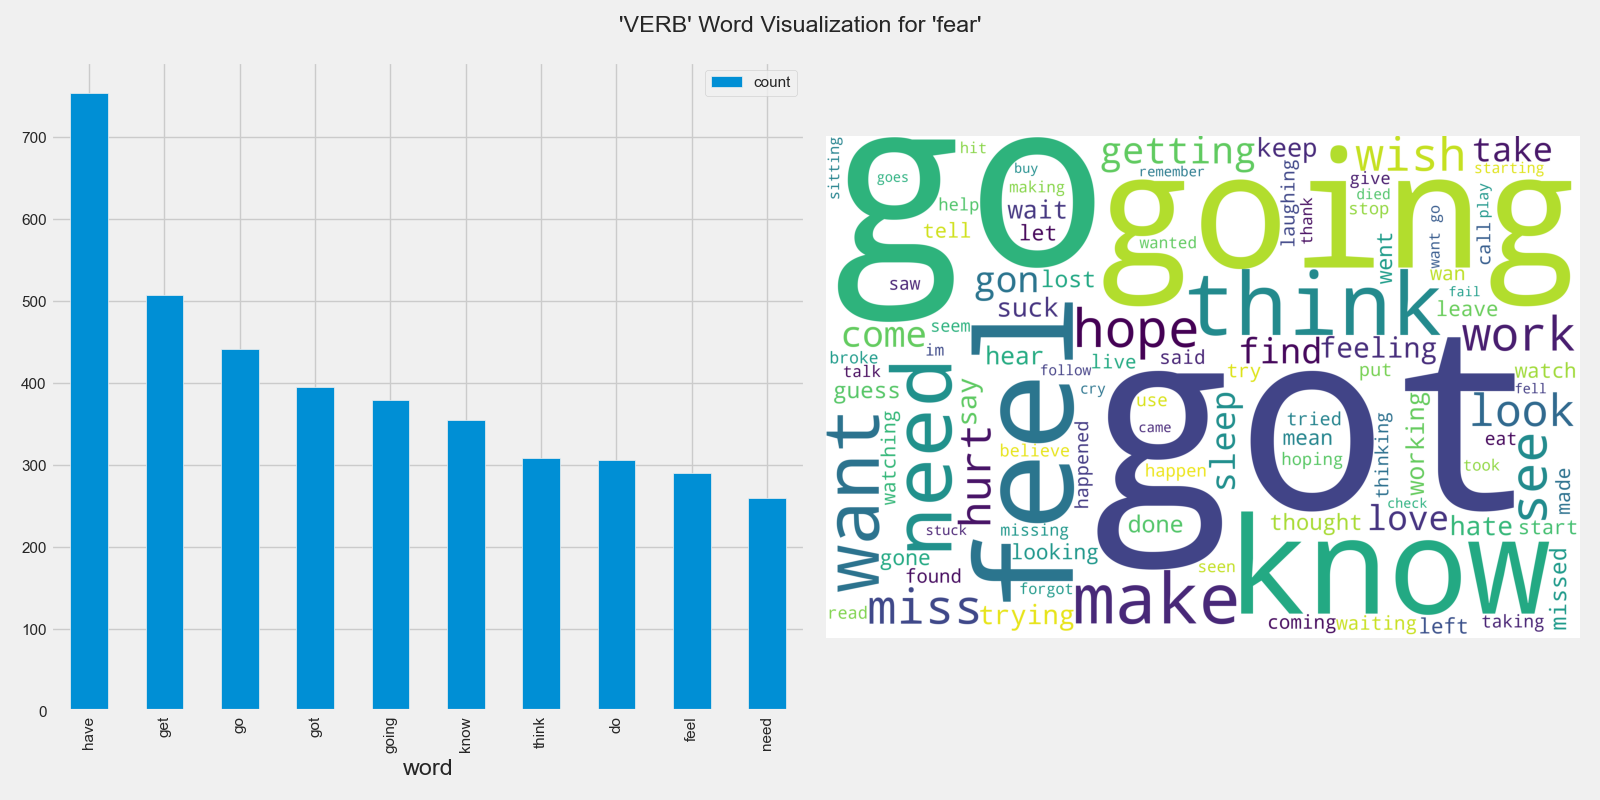 'VERB' Word Visualization for 'fear'
count
700
600
500
400
300
200
100
0
have
get
go
got
going
know
think
do
feel
need
word
sitting
go
hit
goes
buy
making
help
wait
tell
let
saw
getting
keep
remember
wish
take
starting
going
laughing
give
thank
died
stop
play
call
want go
wanted
went
wan
fail
leave
gon
lost
suck
think
come
seem
im
hope
work
broke
talk
guess
hear
live
said
find
feeling
follow
cry
try
put
watch
fell
need
say
feel
got
use
came
sleep
tried
mean
hoping
thinking
working
look
eat
see
took
made
want
watching
hurt
believe
happened
happen
check
stuck
missing
done
thought
love
hate
start
gone
looking
seen
know
found
forgot
make
missed
read
miss
trying
coming
waiting
left
taking